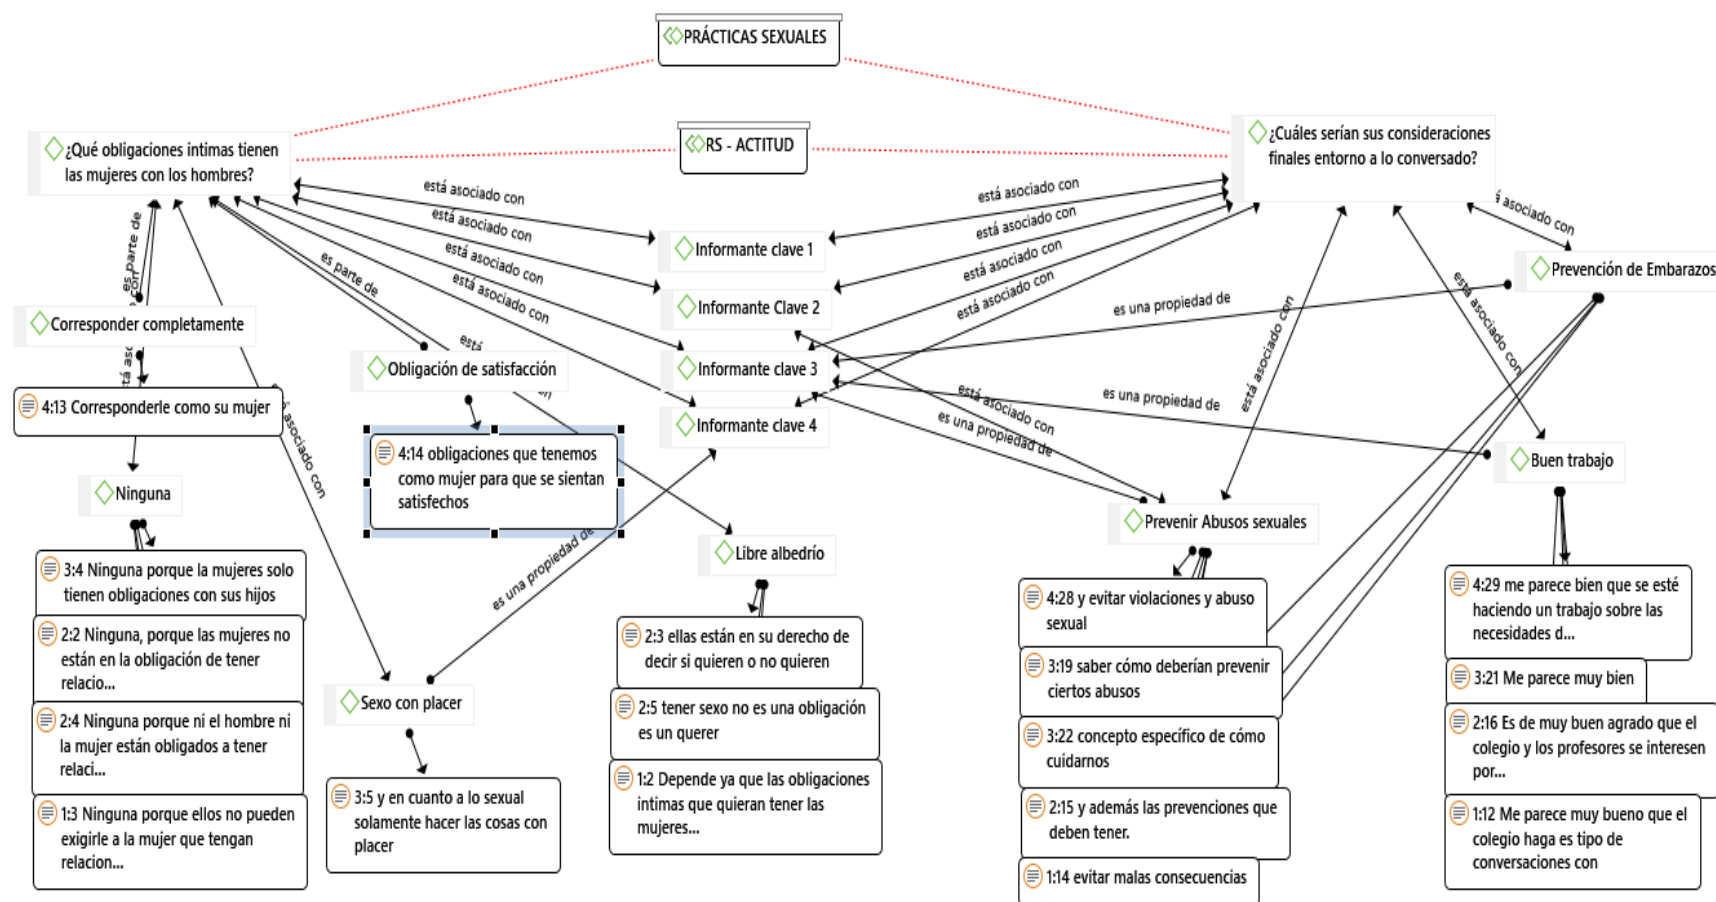 PRÁCTICAS SEXUALES
RS - ACTITUD
¿Qué obligaciones intimas tienen
las mujeres con los hombres?
¿Cuáles serían sus consideraciones
finales entorno a lo conversado?
está asociado con
está asociado con
está asociado con
está asociado con
es parte de
es parte de
está asociado con
está asociado con
está asociado con
está asociado con
asociado con
Informante clave 1
Informante Clave 2
Informante clave 3
Informante clave 4
Prevención de Embarazos
es una propiedad de
está asociado con
está asociado con
es una propiedad de
está asociado con
es una propiedad de
Corresponder completamente
4:13 Corresponderle como su mujer
asociado con
Obligación de satisfacción
4:14 obligaciones que tenemos
como mujer para que se sientan
satisfechos
es una propiedad de
Ninguna
3:4 Ninguna porque la mujeres solo
tienen obligaciones con sus hijos
2:2 Ninguna, porque las mujeres no
están en la obligación de tener
relacio...
2:4 Ninguna porque ni el hombre ni
la mujer están obligados a tener
relaci...
1:3 Ninguna porque ellos no pueden
exigirle a la mujer que tengan
relacion...
Sexo con placer
3:5 y en cuanto a lo sexual
solamente hacer las cosas con
placer
Libre albedrío
2:3 ellas están en su derecho de
decir si quieren o no quieren
2:5 tener sexo no es una obligación
es un querer
1:2 Depende ya que las obligaciones
intimas que quieran tener las
mujeres...
Prevenir Abusos sexuales
4:28 y evitar violaciones y abuso
sexual
3:19 saber cómo deberían prevenir
ciertos abusos
3:22 concepto específico de cómo
cuidarnos
2:15 y además las prevenciones que
deben tener.
1:14 evitar malas consecuencias
Buen trabajo
4:29 me parece bien que se esté
haciendo un trabajo sobre las
necesidades d...
3:21 Me parece muy bien
2:16 Es de muy buen agrado que el
colegio y los profesores se interesen
por...
1:12 Me parece muy bueno que el
colegio haga es tipo de
conversaciones con